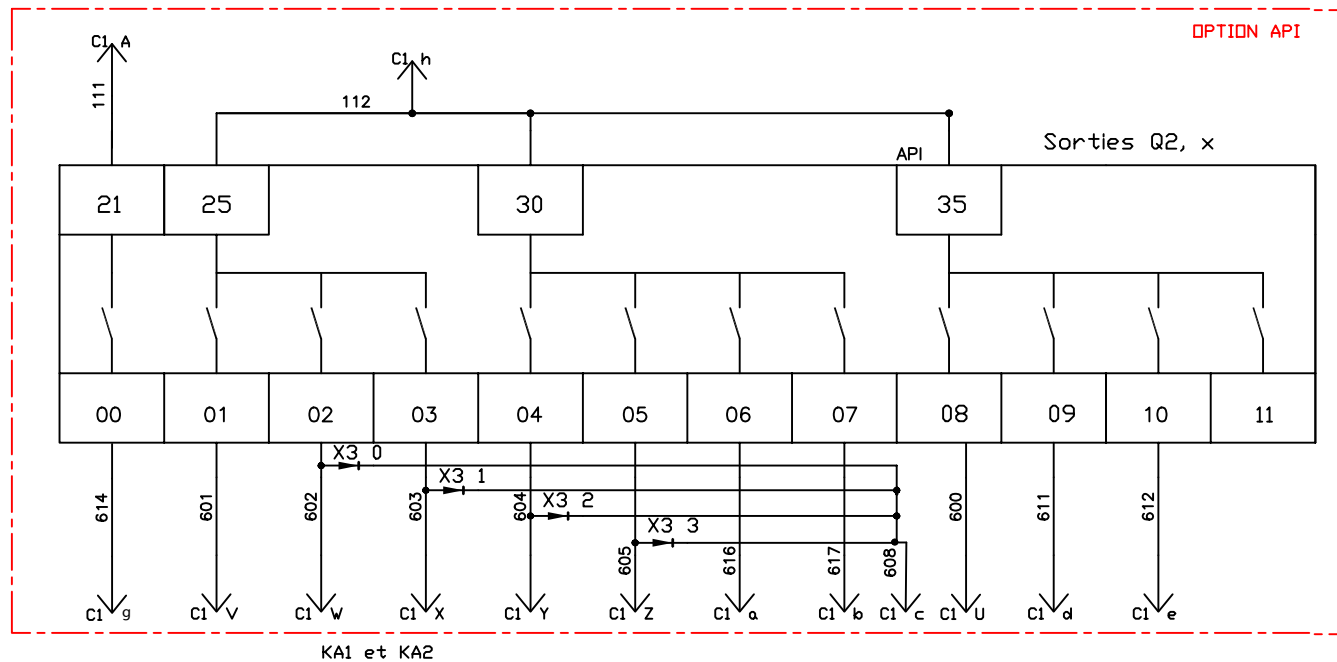 OPTION API
C1 A
C1 h
111
112
Sorties Q2, x
API
21 25 30 35
00 01 02 03 04 05 06 07 08 09 10 11
X3 0
X3 1
X3 2
X3 3
614 601 602 603 604 605 616 617 608 600 611 612
C1 g C1 V C1 W C1 X C1 Y C1 Z C1 a C1 b C1 c C1 U C1 d C1 e
KA1 et KA2